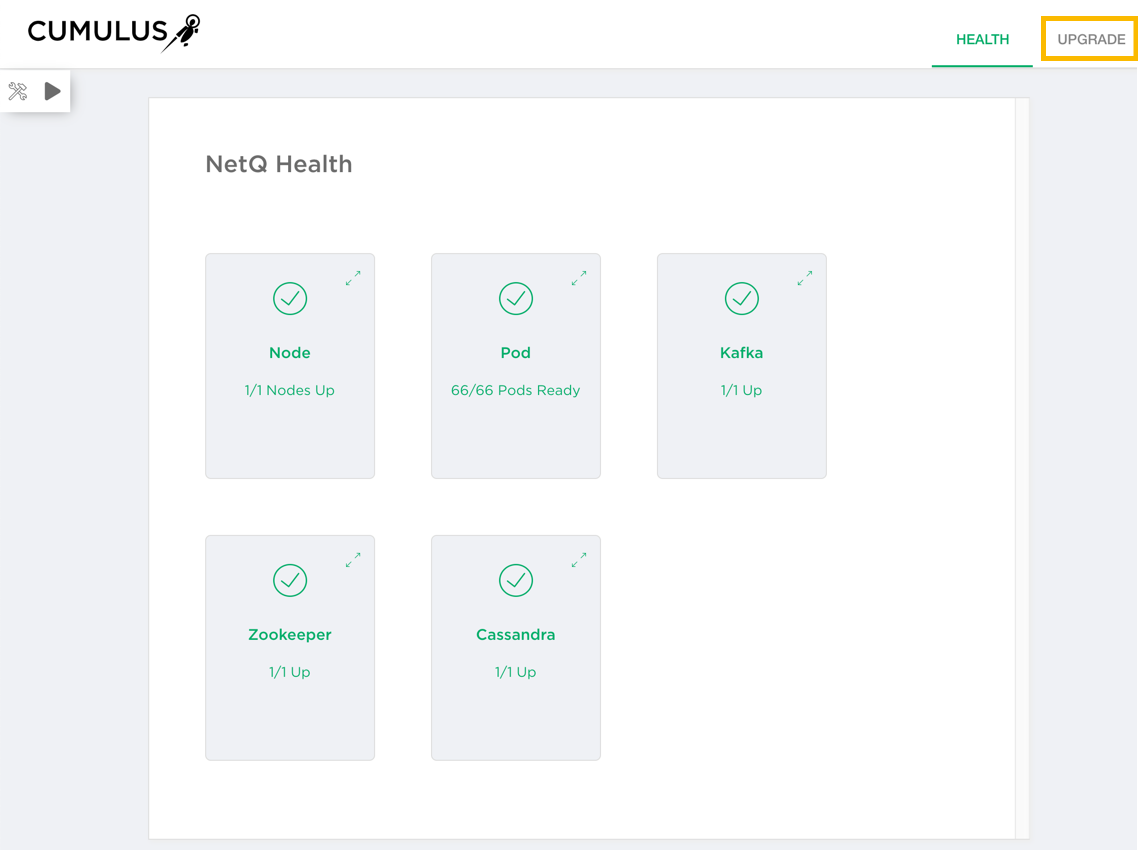 CUMULUS
HEALTH
UPGRADE
NetQ Health
Node
1/1 Nodes Up
Pod
66/66 Pods Ready
Kafka
1/1 Up
Zookeeper
1/1 Up
Cassandra
1/1 Up